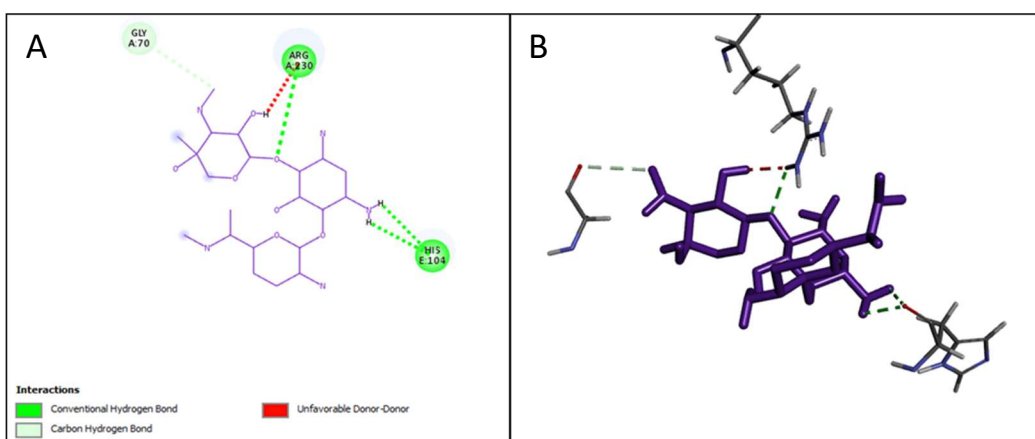 A
B
GLY
A:70
ARG
A:230
N
O
H
O
O
N
O
O
N
H
H
O
O
N
O
N
HIS
E:104
Interactions
Conventional Hydrogen Bond
Unfavorable Donor-Donor
Carbon Hydrogen Bond